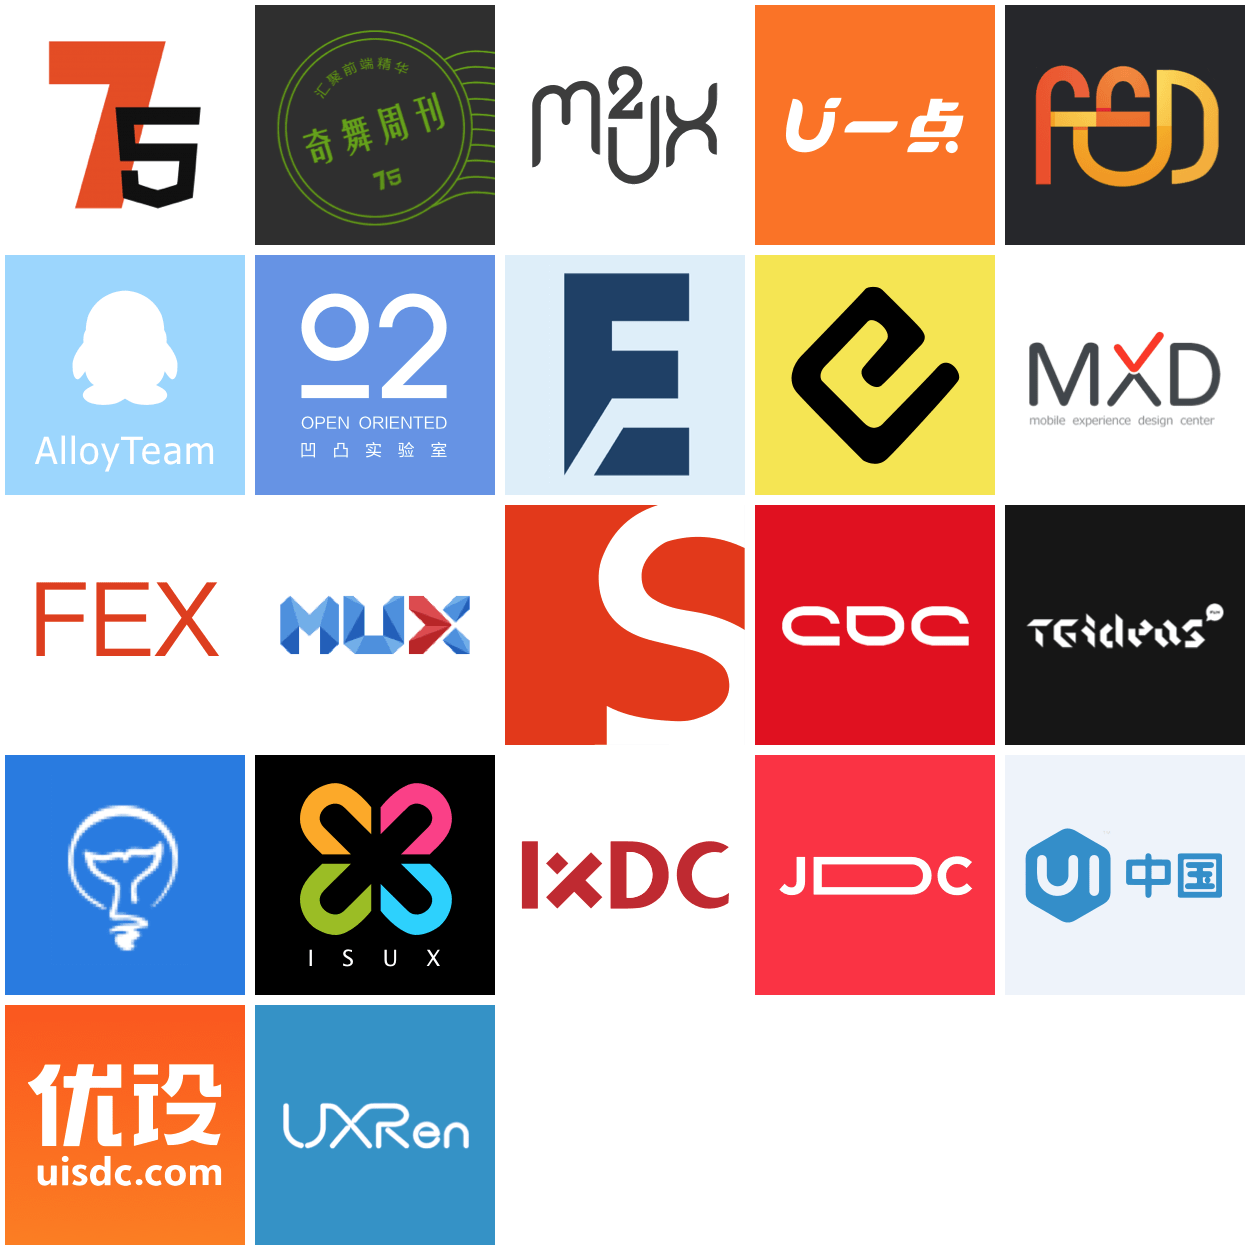 75
汇聚前端精华
奇舞周刊
75
M2UX
U一点
FED
AlloyTeam
o2
OPEN ORIENTED
凹凸实验室
E
e
MXD
mobile experience design center
FEX
MUX
S
CDC
TGideas
ISUX
IXDC
JDC
UI中国
优设
uisdc.com
UXRen